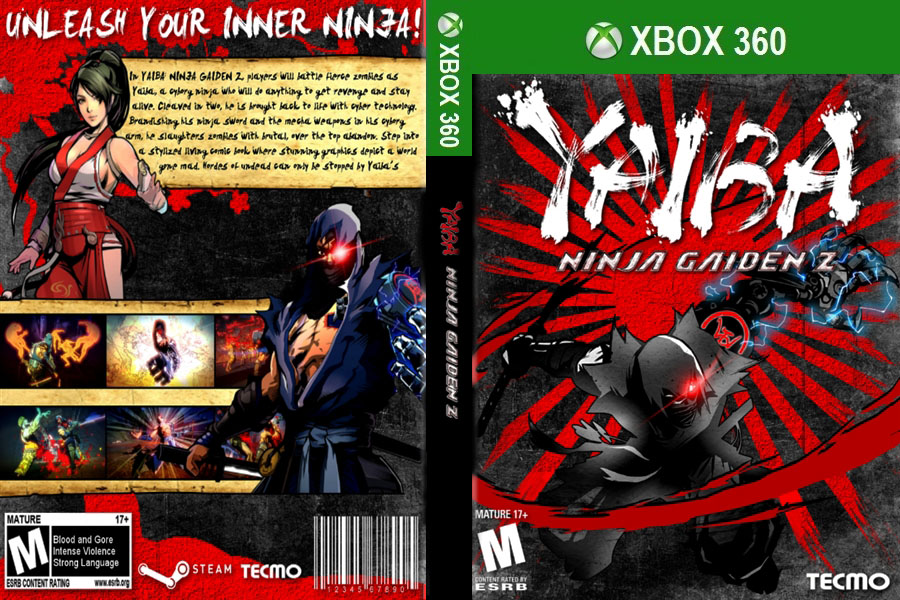 UNLEASH YOUR INNER NINJA!
In YAIBA: NINJA GAIDEN Z, players will battle fierce zombies as
Yaiba, a cyborg ninja who will do anything to get revenge and stay
alive. Cleaved in two, he is brought back to life with cyber technology.
Brandishing his ninja sword and the mecha weapons in his cyborg
arm, he slaughters zombies with brutal, over the top abandon. Step into
a stylized living comic book where stunning graphics depict a world
gone mad. Hordes of undead can only be stopped by Yaiba's
MATURE 17+
M
Blood and Gore
Intense Violence
Strong Language
ESRB CONTENT RATING www.esrb.org
STEAM
TECMO
1234567890
XBOX 360
YAIBA NINJA GAIDEN Z
XBOX 360
YAIBA
NINJA GAIDEN Z
MATURE 17+
M
CONTENT RATED BY
ESRB
TECMO